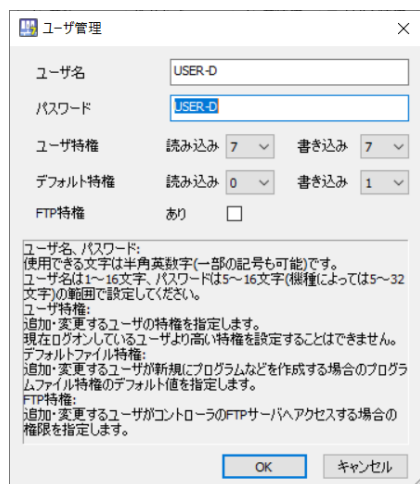 ユーザ管理
ユーザ名 USER-D
パスワード USER-D
ユーザ特権 読み込み 7 書き込み 7
デフォルト特権 読み込み 0 書き込み 1
FTP特権 あり
ユーザ名、パスワード:
使用できる文字は半角英数字(一部の記号も可能)です。
ユーザ名は1～16文字、パスワードは5～16文字(機種によっては5～32
文字)の範囲で設定してください。
ユーザ特権:
追加・変更するユーザの特権を指定します。
現在ログオンしているユーザより高い特権を設定することはできません。
デフォルトファイル特権:
追加・変更するユーザが新規にプログラムなどを作成する場合のプログラ
ムファイル特権のデフォルト値を指定します。
FTP特権:
追加・変更するユーザがコントローラのFTPサーバへアクセスする場合の
権限を指定します。
OK キャンセル